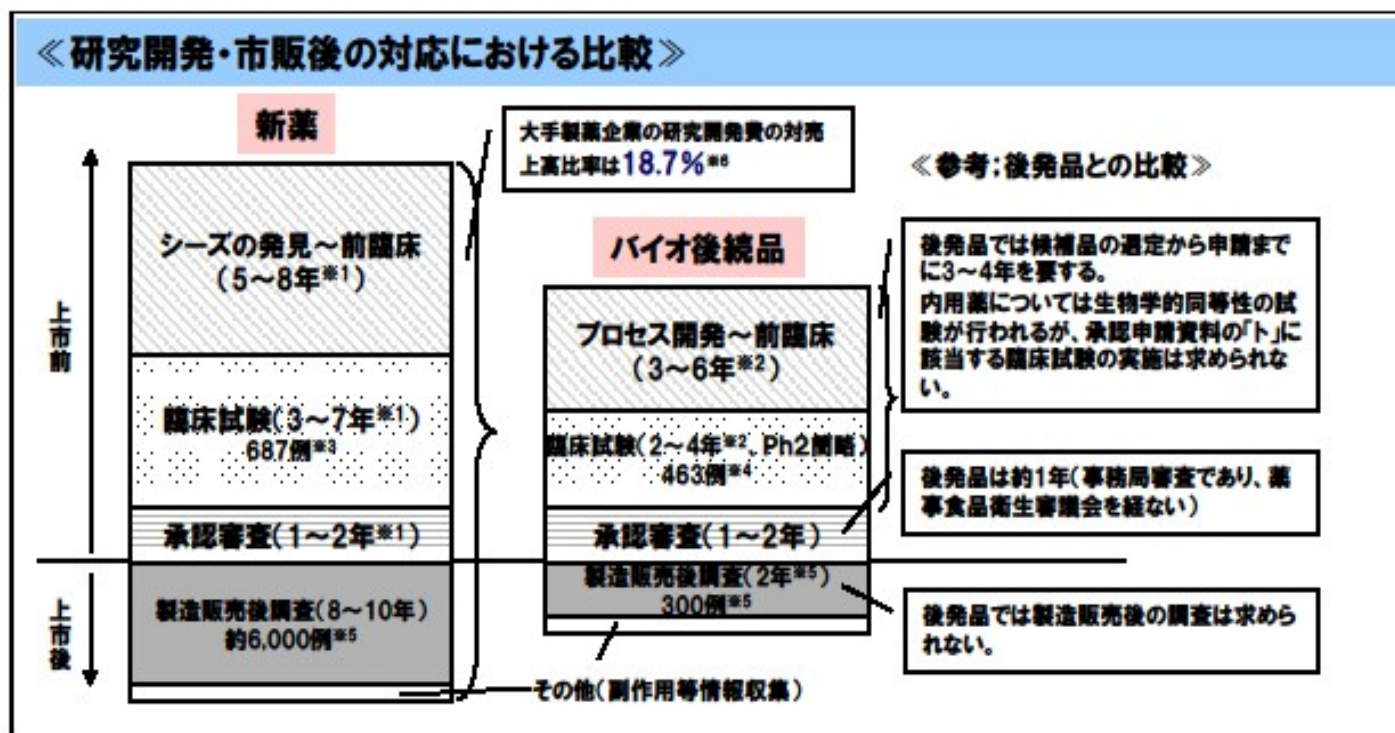 ≪研究開発・市販後の対応における比較≫
新薬
大手製薬企業の研究開発費の対売
上高比率は18.7%※6
≪参考;後発品との比較≫
上市前
シーズの発見～前臨床
(5～8年※1)
臨床試験(3～7年※1)
687例※3
承認審査(1～2年※1)
バイオ後続品
プロセス開発～前臨床
(3～6年※2)
臨床試験(2～4年※2、Ph2簡略)
463例※4
承認審査(1～2年)
後発品では候補品の選定から申請まで
に3～4年を要する。
内用薬については生物学的同等性の試
験が行われるが、承認申請資料の「ト」に
該当する臨床試験の実施は求められな
い。
後発品は約1年(事務局審査であり、薬
事食品衛生審議会を経ない)
上市後
製造販売後調査(8～10年)
約6,000例※5
製造販売後調査(2年※5)
300例※5
後発品では製造販売後の調査は求めら
れない。
その他(副作用等情報収集)